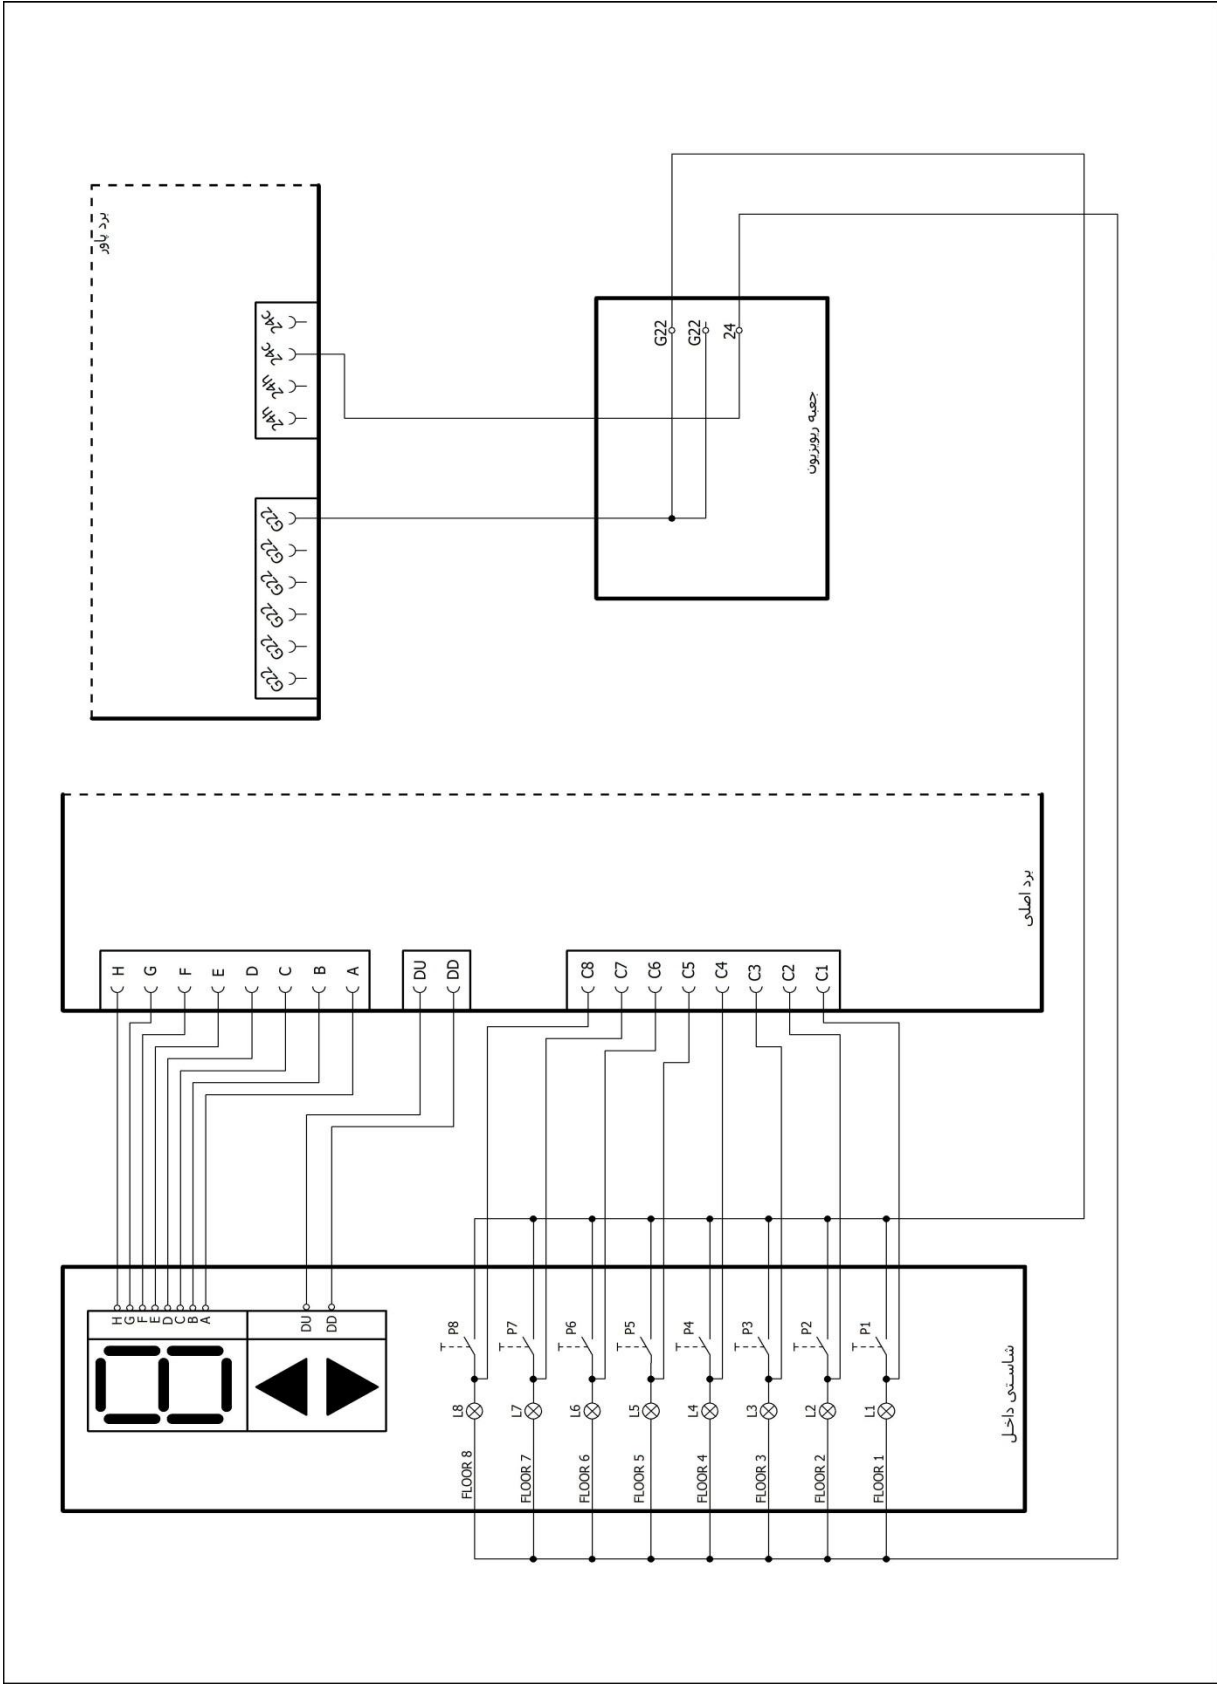 برد پاور
24c
24c
24h
24h
G22
G22
G22
G22
G22
G22
G22
G22
24
جعبه ریویزیون
برد اصلی
H
G
F
E
D
C
B
A
DU
DD
C8
C7
C6
C5
C4
C3
C2
C1
H
G
F
E
D
C
B
A
DU
DD
P8
P7
P6
P5
P4
P3
P2
P1
L8
L7
L6
L5
L4
L3
L2
L1
FLOOR 8
FLOOR 7
FLOOR 6
FLOOR 5
FLOOR 4
FLOOR 3
FLOOR 2
FLOOR 1
شاستی داخل